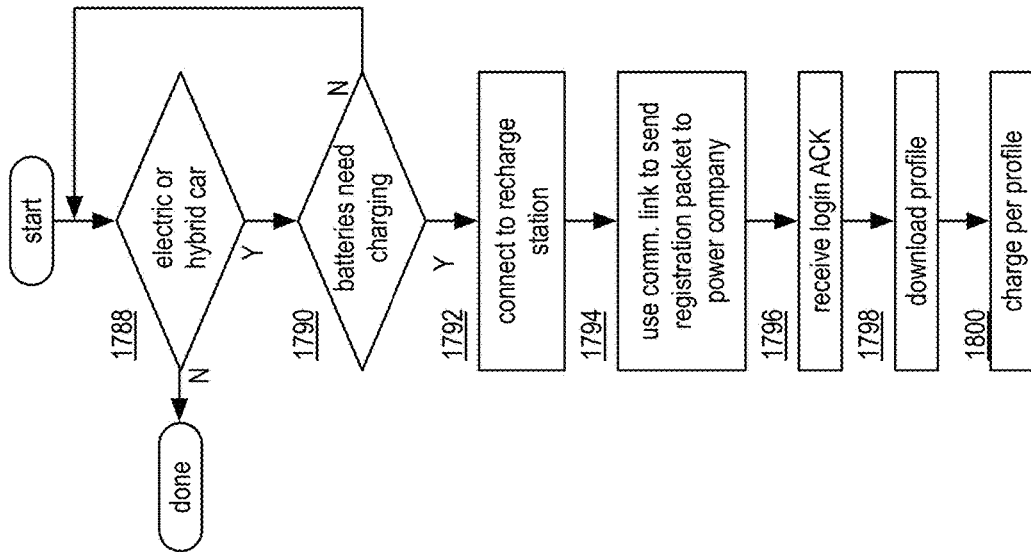 start
1788
electric or
hybrid car
N
done
Y
1790
batteries need
charging
N
Y
1792
connect to recharge
station
1794
use comm. link to send
registration packet to
power company
1796
receive login ACK
1798
download profile
1800
charge per profile